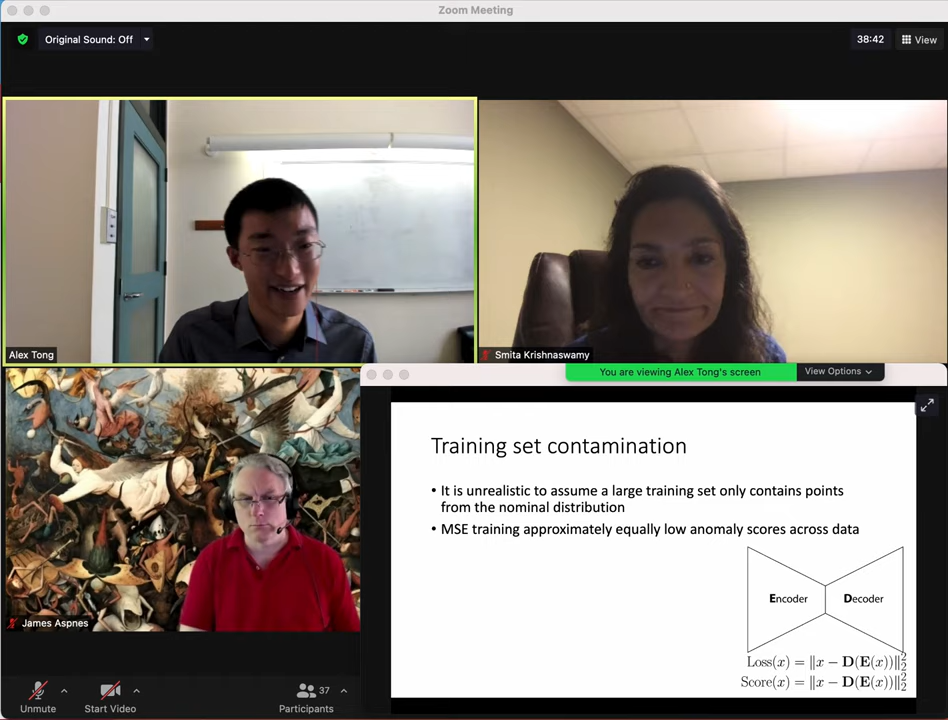 Zoom Meeting
Original Sound: Off
38:42
View
Alex Tong
Smita Krishnaswamy
You are viewing Alex Tong's screen
View Options
Training set contamination
• It is unrealistic to assume a large training set only contains points
from the nominal distribution
• MSE training approximately equally low anomaly scores across data
Encoder
Decoder
Loss(x) = ||x − D(E(x))||₂²
Score(x) = ||x − D(E(x))||₂²
James Aspnes
Unmute
Start Video
37
Participants